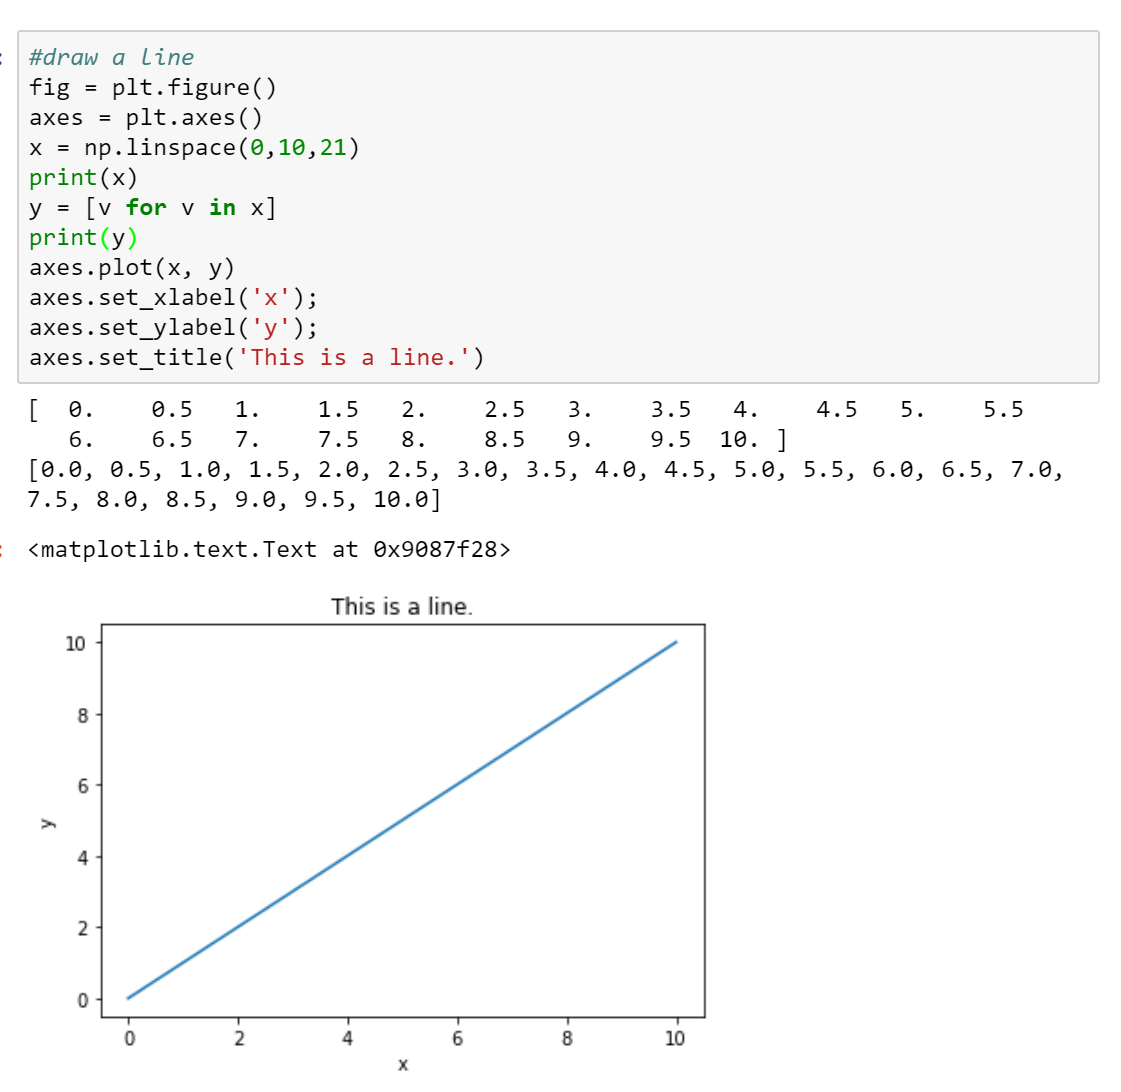 #draw a line
fig = plt.figure()
axes = plt.axes()
x = np.linspace(0,10,21)
print(x)
y = [v for v in x]
print(y)
axes.plot(x, y)
axes.set_xlabel('x');
axes.set_ylabel('y');
axes.set_title('This is a line.')
[  0.    0.5   1.    1.5   2.    2.5   3.    3.5   4.    4.5   5.    5.5
   6.    6.5   7.    7.5   8.    8.5   9.    9.5  10. ]
[0.0, 0.5, 1.0, 1.5, 2.0, 2.5, 3.0, 3.5, 4.0, 4.5, 5.0, 5.5, 6.0, 6.5, 7.0,
7.5, 8.0, 8.5, 9.0, 9.5, 10.0]
<matplotlib.text.Text at 0x9087f28>
This is a line.
10
8
6
y
4
2
0
0 2 4 6 8 10
x